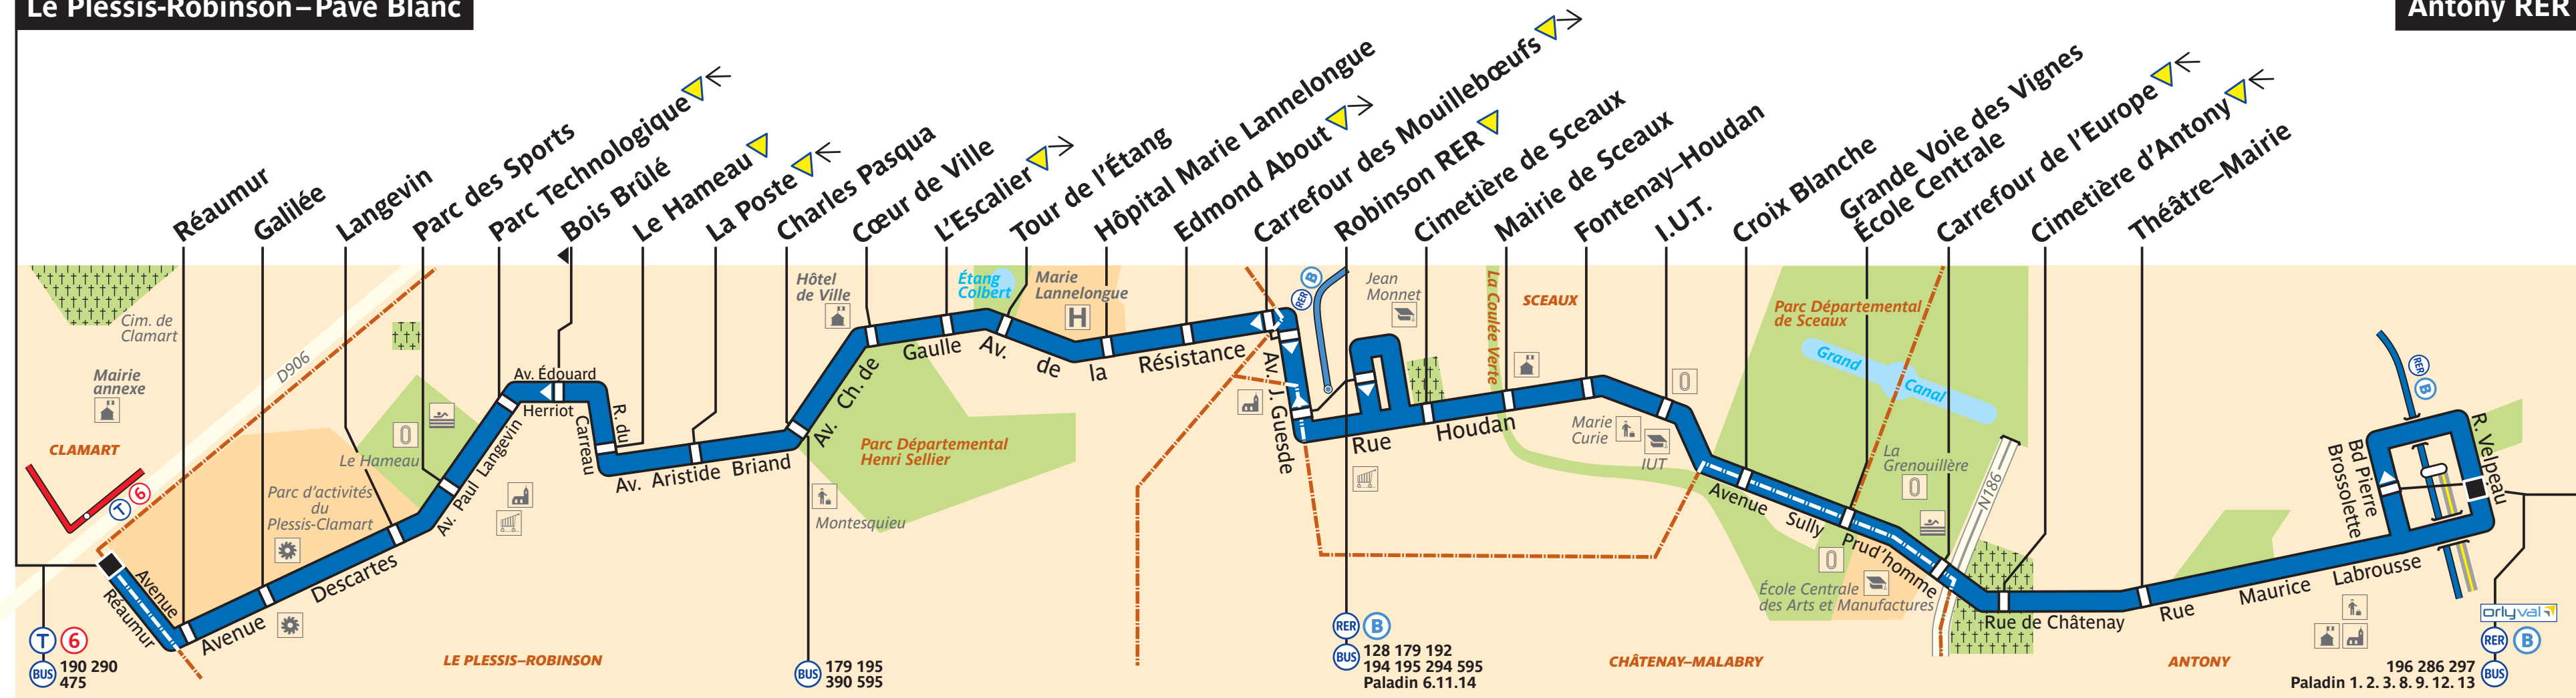 Le Plessis-Robinson–Pavé Blanc
Antony RER
Réaumur
Galilée
Langevin
Parc des Sports
Parc Technologique
Bois Brûlé
Le Hameau
La Poste
Charles Pasqua
Cœur de Ville
L'Escalier
Tour de l'Étang
Hôpital Marie Lannelongue
Edmond About
Carrefour des Mouillebœufs
Robinson RER
Cimetière de Sceaux
Mairie de Sceaux
Fontenay–Houdan
I.U.T.
Croix Blanche
Grande Voie des Vignes
École Centrale
Carrefour de l'Europe
Cimetière d'Antony
Théâtre–Mairie
Cim. de
Clamart
Mairie
annexe
CLAMART
D906
T 6
Parc d'activités
du
Plessis-Clamart
Le Hameau
Avenue
Réaumur
Avenue
Descartes
Av. Paul Langevin
Av. Édouard
Herriot
R. du
Carreau
Av. Aristide Briand
Hôtel
de Ville
Av. Ch. de
Gaulle
Étang
Colbert
Marie
Lannelongue
H
Av.
de
la
Résistance
Parc Départemental
Henri Sellier
Montesquieu
RER B
Av. J. Guesde
Jean
Monnet
La Coulée Verte
SCEAUX
Rue
Houdan
Marie
Curie
IUT
Parc Départemental
de Sceaux
Grand
Canal
La
Grenouillère
N186
Avenue
Sully
Prud'homme
École Centrale
des Arts et Manufactures
Rue de Châtenay
Rue
Maurice
Labrousse
Bd Pierre
Brossolette
R. Velpeau
RER B
T 6
BUS 190 290
475
LE PLESSIS–ROBINSON
BUS 179 195
390 595
RER B
BUS 128 179 192
194 195 294 595
Paladin 6.11.14
CHÂTENAY–MALABRY
ANTONY
orlyval
RER B
196 286 297 BUS
Paladin 1. 2. 3. 8. 9. 12. 13